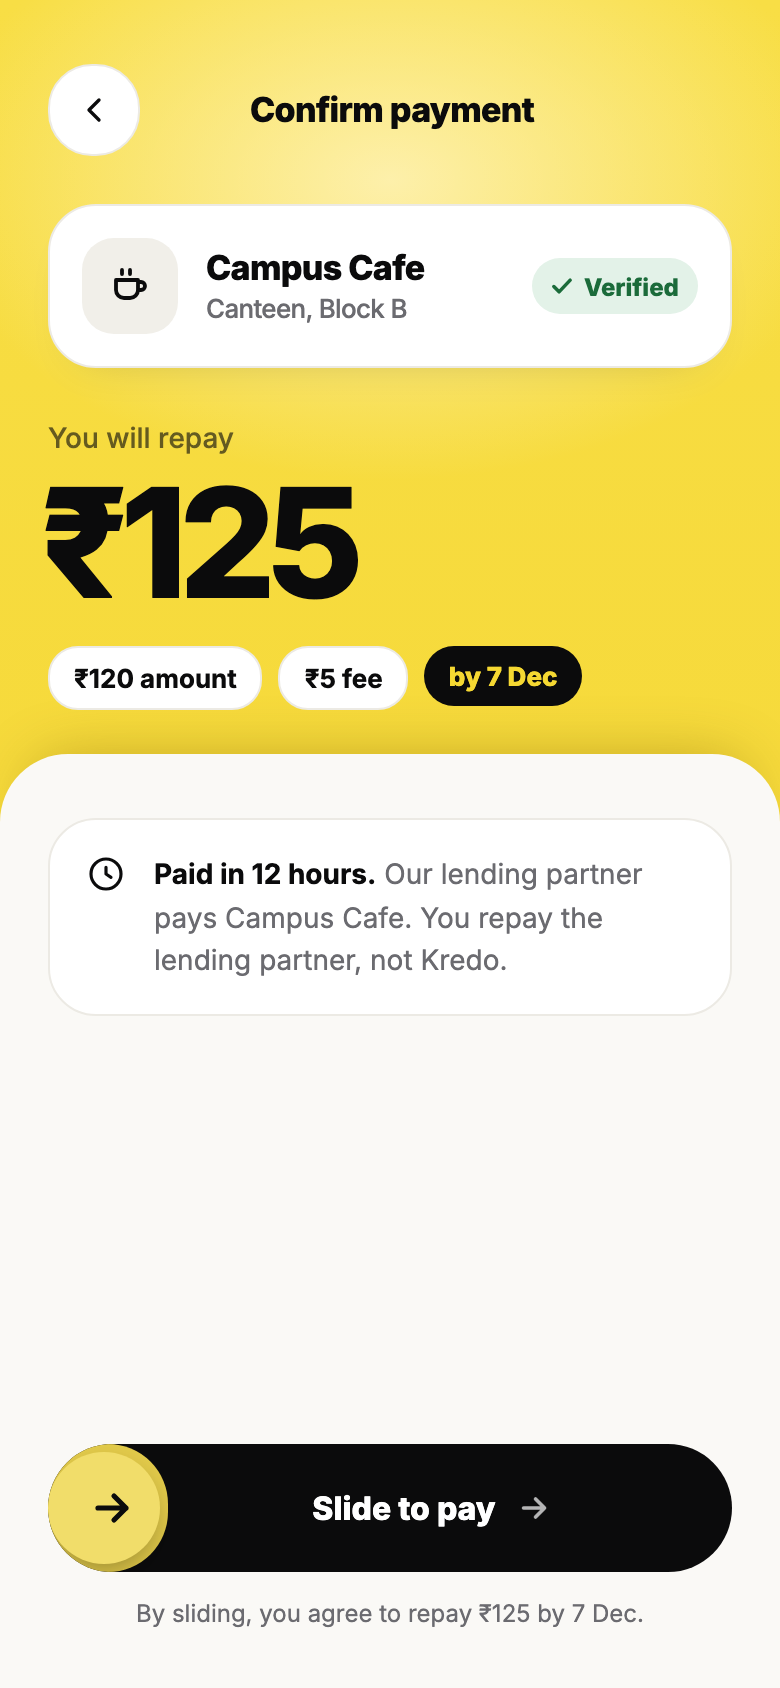 Confirm payment
Campus Cafe
Canteen, Block B
Verified
You will repay
₹125
₹120 amount
₹5 fee
by 7 Dec
Paid in 12 hours. Our lending partner
pays Campus Cafe. You repay the
lending partner, not Kredo.
Slide to pay
By sliding, you agree to repay ₹125 by 7 Dec.